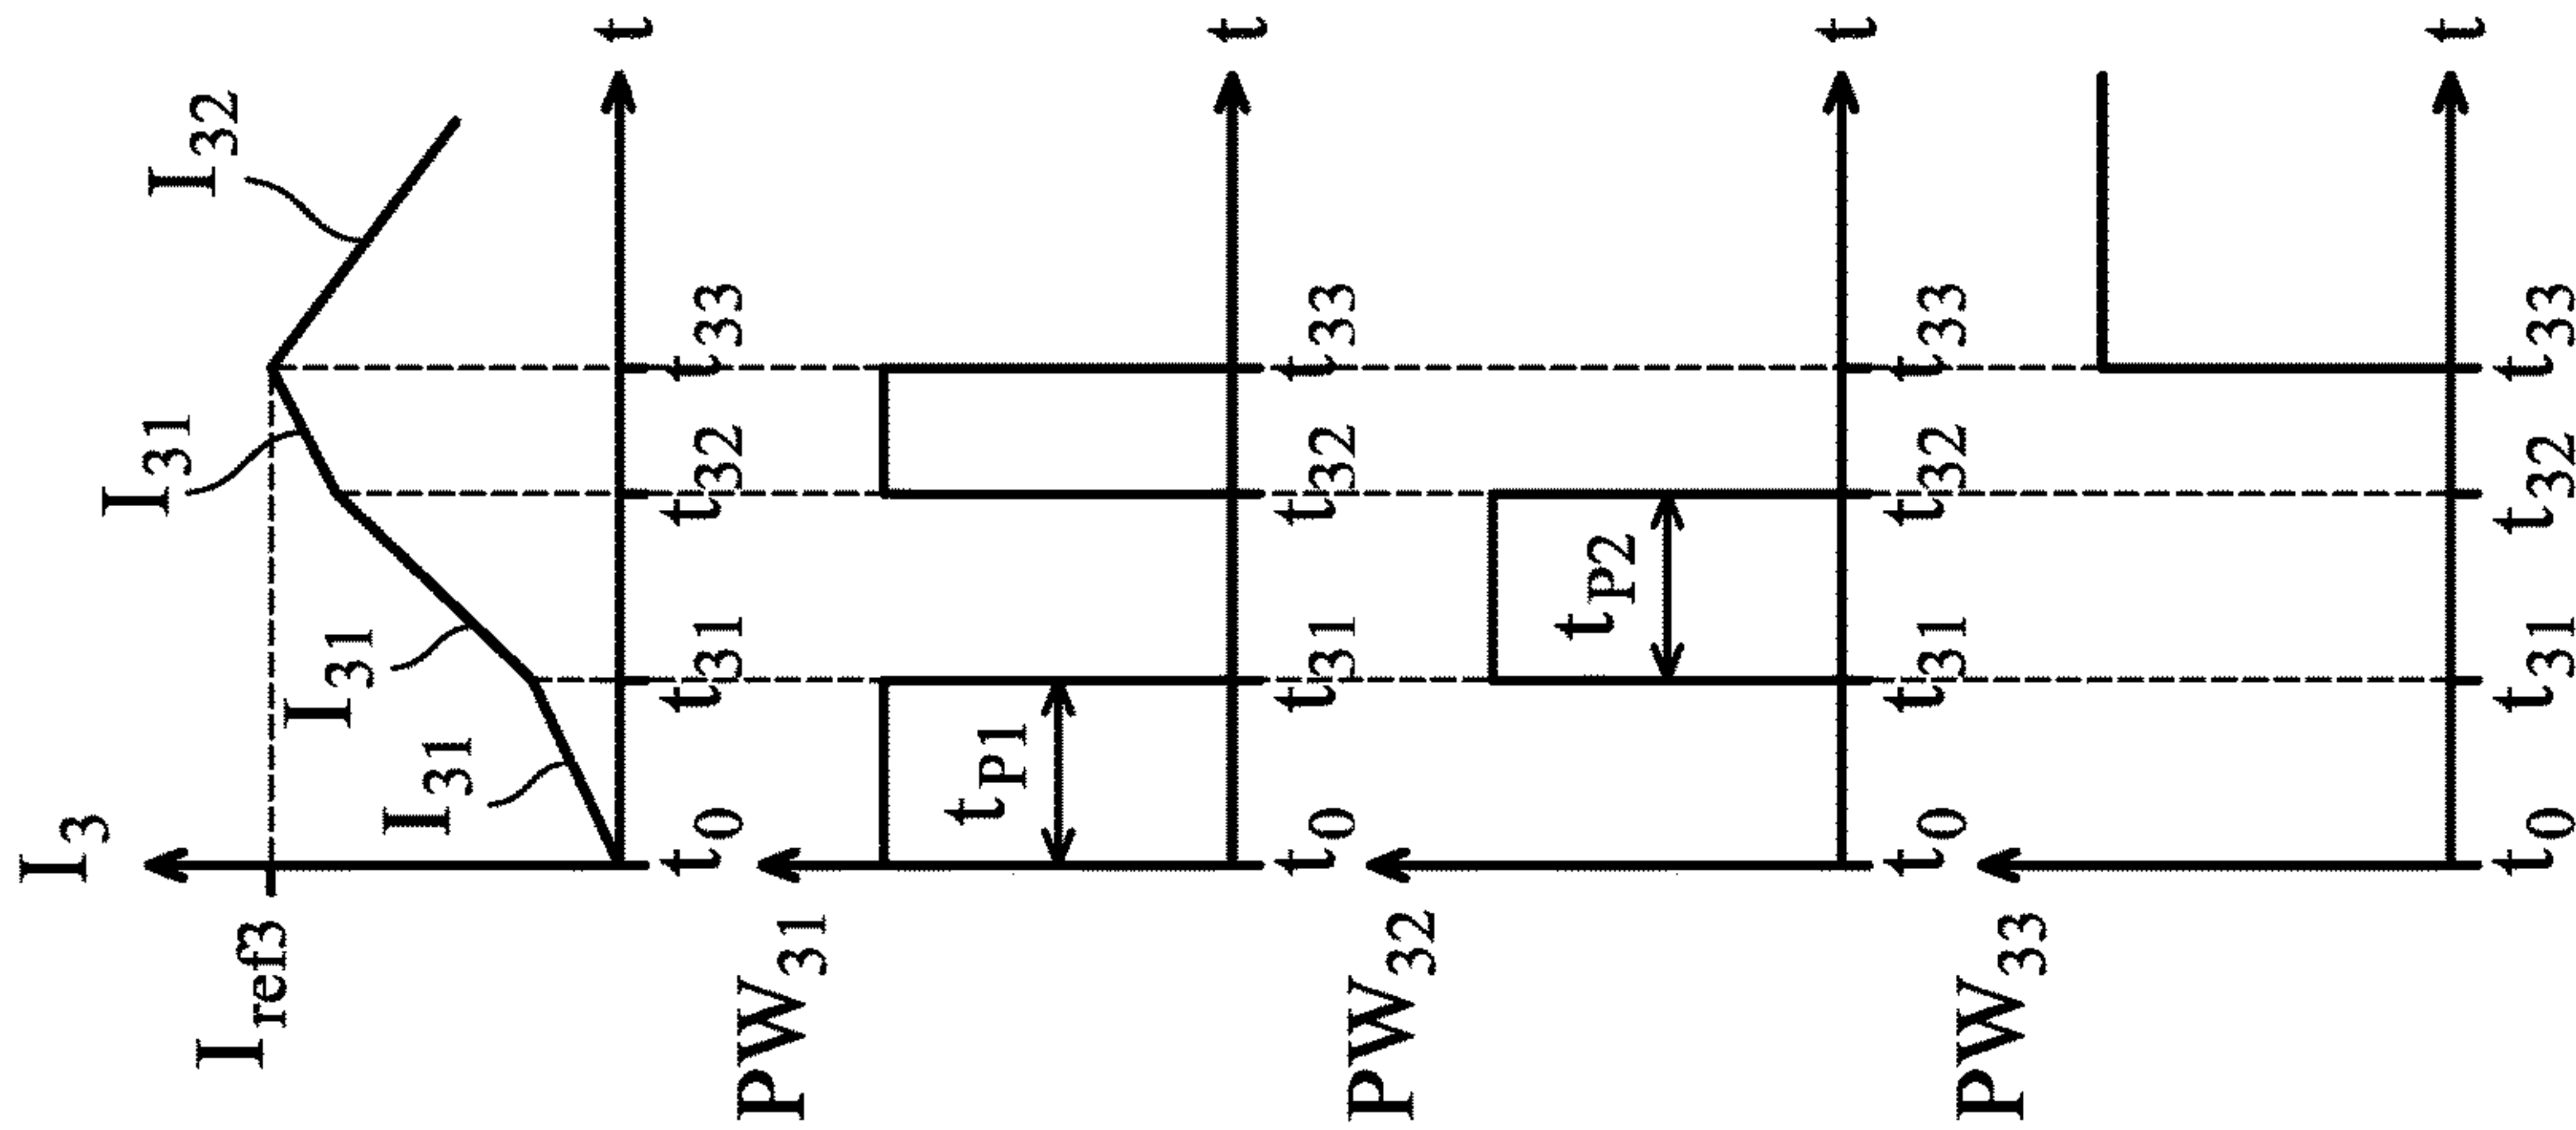 I₃
I₃₁
I₃₁
I₃₁
I₃₂
Iref3
t
t₀ t₃₁ t₃₂ t₃₃
PW₃₁
tP1
t
t₀ t₃₁ t₃₂ t₃₃
PW₃₂
tP2
t
t₀ t₃₁ t₃₂ t₃₃
PW₃₃
t
t₀ t₃₁ t₃₂ t₃₃